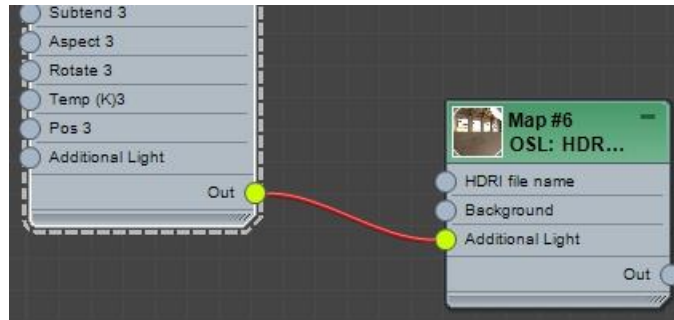 Subtend 3
Aspect 3
Rotate 3
Temp (K)3
Pos 3
Additional Light
Out
Map #6
OSL: HDR...
HDRI file name
Background
Additional Light
Out